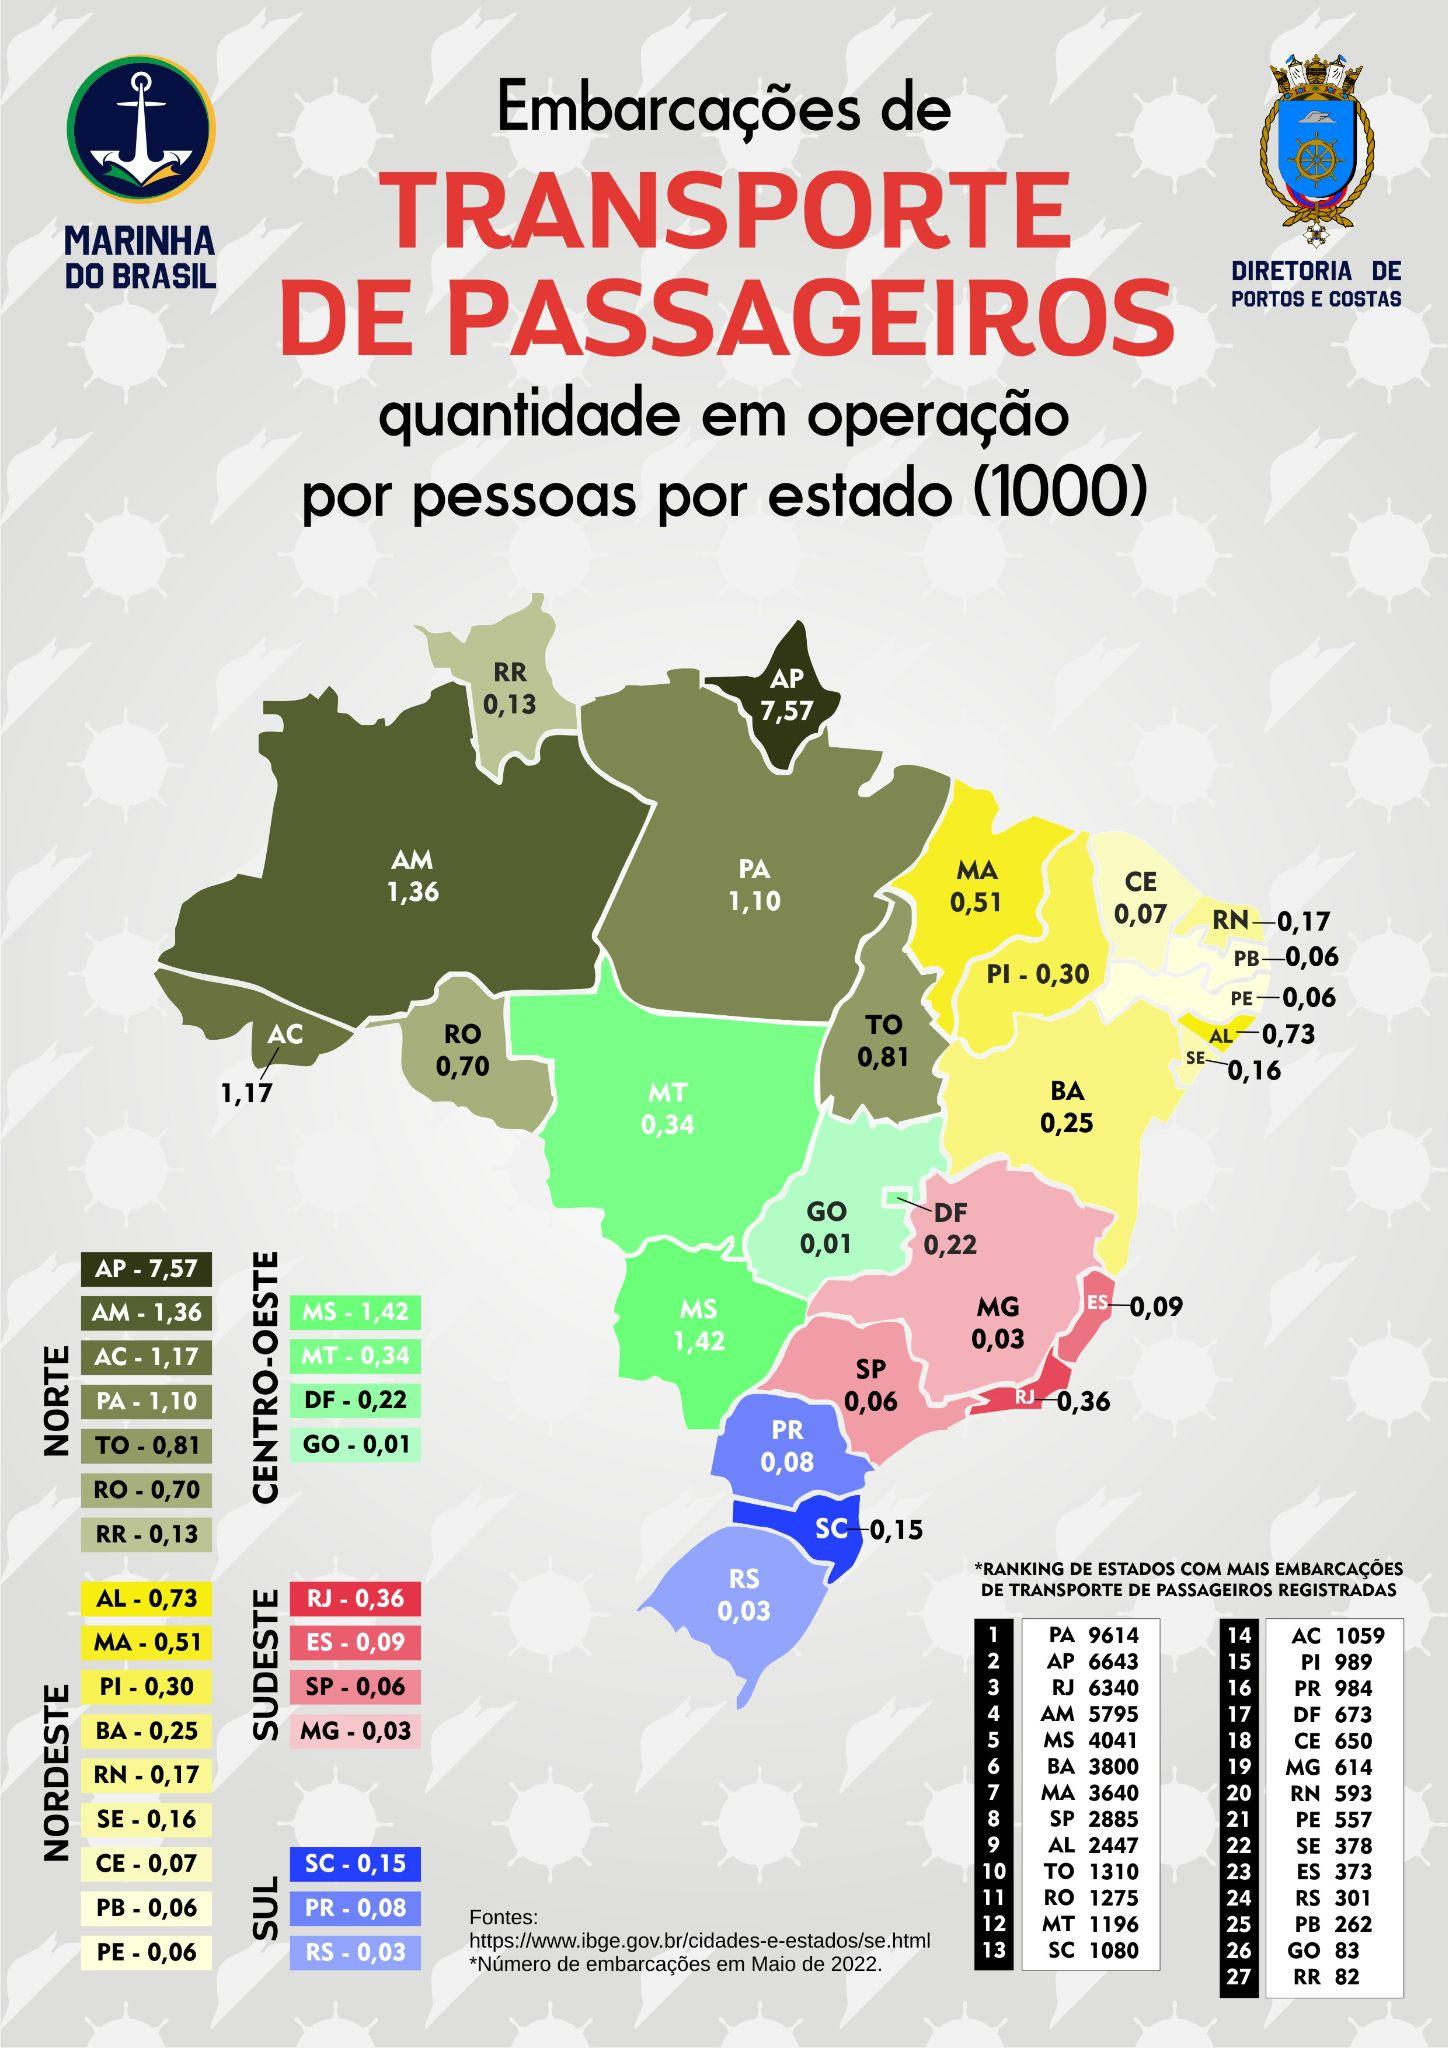 MARINHA
DO BRASIL
Embarcações de
TRANSPORTE
DE PASSAGEIROS
quantidade em operação
por pessoas por estado (1000)
DIRETORIA DE
PORTOS E COSTAS
RR
0,13
AP
7,57
AM
1,36
PA
1,10
MA
0,51
CE
0,07
RN 0,17
PB 0,06
PI - 0,30
PE 0,06
AL 0,73
SE 0,16
AC
1,17
RO
0,70
TO
0,81
MT
0,34
BA
0,25
GO
0,01
DF
0,22
MS
1,42
MG
0,03
ES 0,09
SP
0,06
RJ 0,36
PR
0,08
SC 0,15
RS
0,03
NORTE
AP - 7,57
AM - 1,36
AC - 1,17
PA - 1,10
TO - 0,81
RO - 0,70
RR - 0,13
CENTRO-OESTE
MS - 1,42
MT - 0,34
DF - 0,22
GO - 0,01
NORDESTE
AL - 0,73
MA - 0,51
PI - 0,30
BA - 0,25
RN - 0,17
SE - 0,16
CE - 0,07
PB - 0,06
PE - 0,06
SUDESTE
RJ - 0,36
ES - 0,09
SP - 0,06
MG - 0,03
SUL
SC - 0,15
PR - 0,08
RS - 0,03
Fontes:
https://www.ibge.gov.br/cidades-e-estados/se.html
*Número de embarcações em Maio de 2022.
*RANKING DE ESTADOS COM MAIS EMBARCAÇÕES
DE TRANSPORTE DE PASSAGEIROS REGISTRADAS
1 PA 9614
2 AP 6643
3 RJ 6340
4 AM 5795
5 MS 4041
6 BA 3800
7 MA 3640
8 SP 2885
9 AL 2447
10 TO 1310
11 RO 1275
12 MT 1196
13 SC 1080
14 AC 1059
15 PI 989
16 PR 984
17 DF 673
18 CE 650
19 MG 614
20 RN 593
21 PE 557
22 SE 378
23 ES 373
24 RS 301
25 PB 262
26 GO 83
27 RR 82